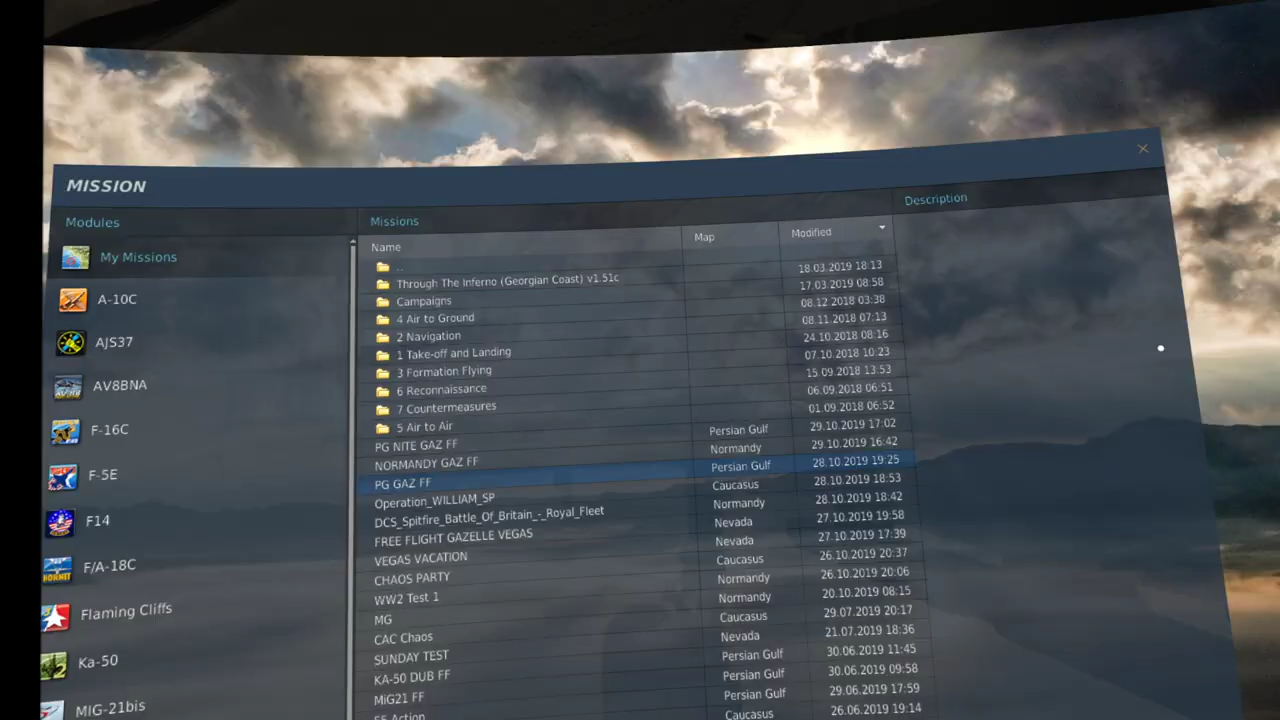 MISSION
Modules
My Missions
A-10C
AJS37
AV8BNA
F-16C
F-5E
F14
F/A-18C
HORNET
Flaming Cliffs
Ka-50
MIG-21bis
Missions
Name Map Modified
..
Through The Inferno (Georgian Coast) v1.51c 18.03.2019 18:13
Campaigns 17.03.2019 08:58
4 Air to Ground 08.12.2018 03:38
2 Navigation 08.11.2018 07:13
1 Take-off and Landing 24.10.2018 08:16
3 Formation Flying 07.10.2018 10:23
6 Reconnaissance 15.09.2018 13:53
7 Countermeasures 06.09.2018 06:51
5 Air to Air 01.09.2018 06:52
PG NITE GAZ FF Persian Gulf 29.10.2019 17:02
NORMANDY GAZ FF Normandy 29.10.2019 16:42
PG GAZ FF Persian Gulf 28.10.2019 19:25
Operation_WILLIAM_SP Caucasus 28.10.2019 18:53
DCS_Spitfire_Battle_Of_Britain_-_Royal_Fleet Normandy 28.10.2019 18:42
FREE FLIGHT GAZELLE VEGAS Nevada 27.10.2019 19:58
VEGAS VACATION Nevada 27.10.2019 17:39
CHAOS PARTY Caucasus 26.10.2019 20:37
WW2 Test 1 Normandy 26.10.2019 20:06
MG Normandy 20.10.2019 08:15
CAC Chaos Caucasus 29.07.2019 20:17
SUNDAY TEST Nevada 21.07.2019 18:36
KA-50 DUB FF Persian Gulf 30.06.2019 11:45
MiG21 FF Persian Gulf 30.06.2019 09:58
F5 Action Persian Gulf 29.06.2019 17:59
Caucasus 26.06.2019 19:14
Description